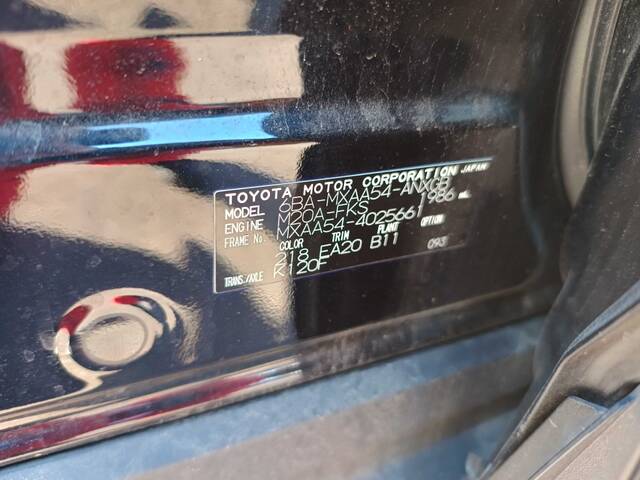 TOYOTA MOTOR CORPORATION JAPAN
MODEL 6BA-MXAA54-ANXGB
ENGINE M20A-FKS 1986 mL
FRAME No. MXAA54-4025661
COLOR TRIM PLANT OPTION
218 EA20 B11 093
TRANS./AXLE K120F